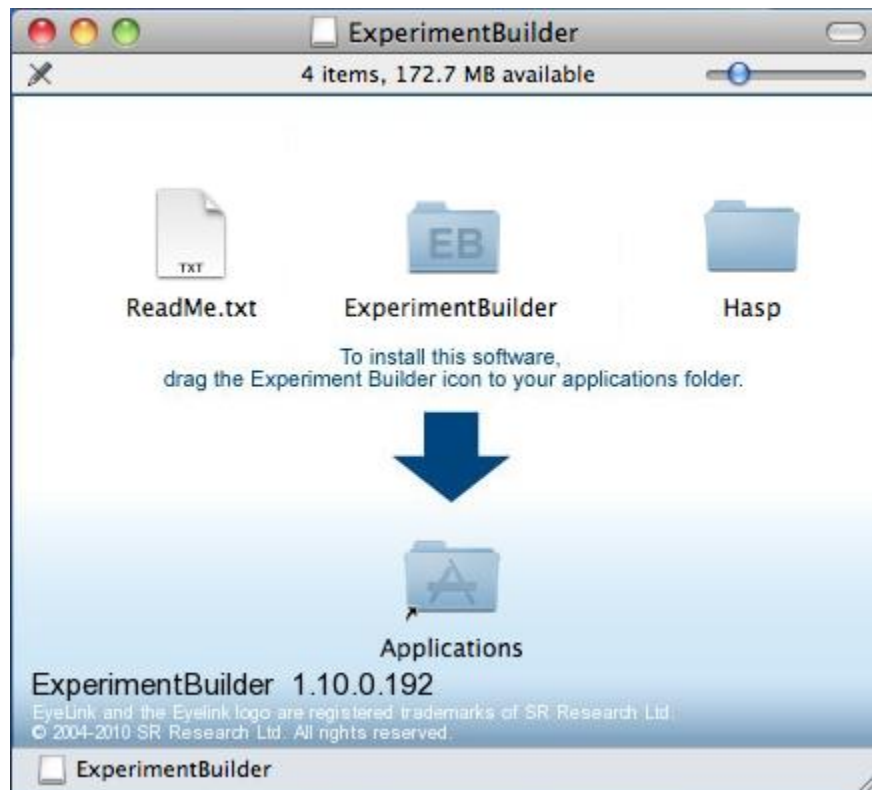 ExperimentBuilder
4 items, 172.7 MB available
TXT
EB
ReadMe.txt
ExperimentBuilder
Hasp
To install this software,
drag the Experiment Builder icon to your applications folder.
Applications
ExperimentBuilder 1.10.0.192
EyeLink and the Eyelink logo are registered trademarks of SR Research Ltd.
© 2004-2010 SR Research Ltd. All rights reserved.
ExperimentBuilder